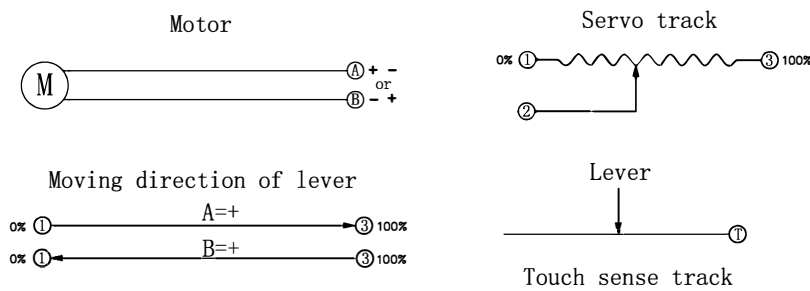 Motor
M
A + -
or
B - +
Servo track
0% 1 3 100%
2
Moving direction of lever
A=+
0% 1 3 100%
B=+
0% 1 3 100%
Lever
T
Touch sense track